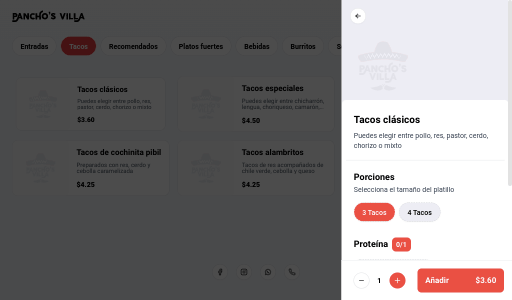 PANCHO'S VILLA
Entradas
Tacos
Recomendados
Platos fuertes
Bebidas
Burritos
Tacos clásicos
Puedes elegir entre pollo, res,
pastor, cerdo, chorizo o mixto
$3.60
Tacos especiales
Puedes elegir entre chicharrón,
lengua, chorigueso, camarón...
$4.50
Tacos de cochinita pibil
Preparados con res, cerdo y
cebolla caramelizada
$4.25
Tacos alambritos
Tacos de res acompañados de
chile verde, cebolla y queso
$4.25
PANCHO'S
VILLA
Tacos clásicos
Puedes elegir entre pollo, res, pastor, cerdo,
chorizo o mixto
Porciones
Selecciona el tamaño del platillo
3 Tacos
4 Tacos
Proteína 0/1
1
Añadir $3.60